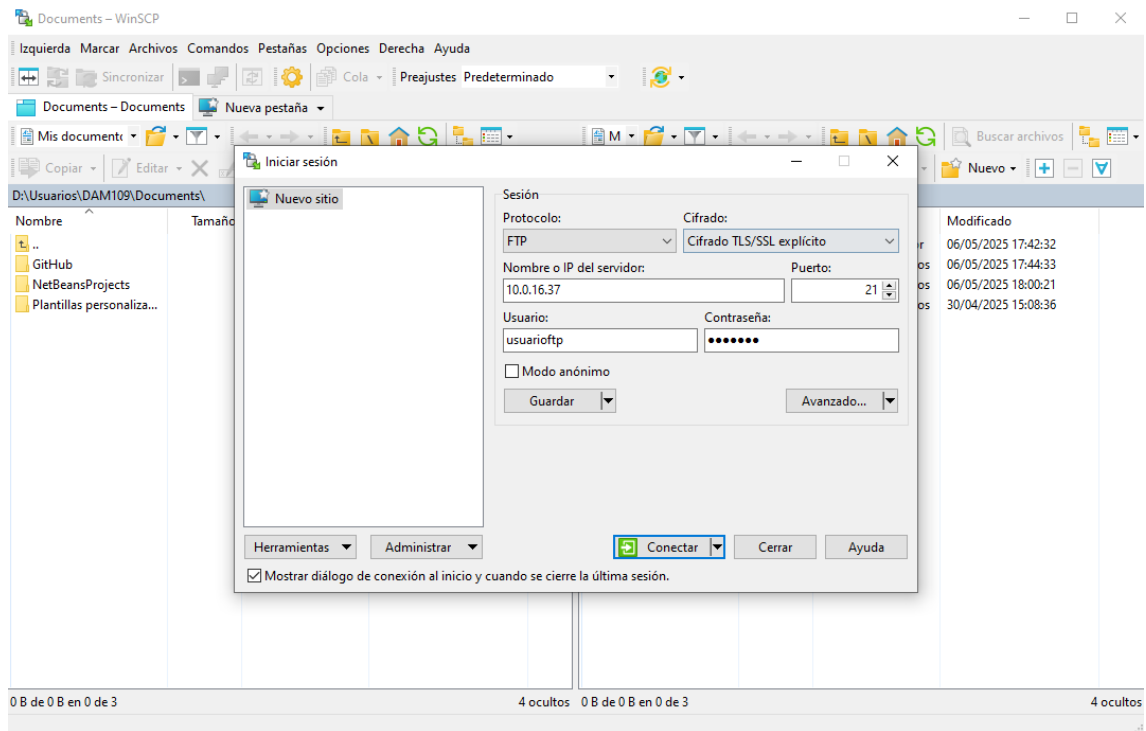 Documents – WinSCP
Izquierda Marcar Archivos Comandos Pestañas Opciones Derecha Ayuda
Sincronizar Cola Preajustes Predeterminado
Documents – Documents Nueva pestaña
Mis documentc M Buscar archivos
Copiar Editar Nuevo
D:\Usuarios\DAM109\Documents\
Nombre Tamaño Modificado
.. r 06/05/2025 17:42:32
GitHub os 06/05/2025 17:44:33
NetBeansProjects os 06/05/2025 18:00:21
Plantillas personaliza... os 30/04/2025 15:08:36
Iniciar sesión
Nuevo sitio
Sesión
Protocolo: Cifrado:
FTP Cifrado TLS/SSL explícito
Nombre o IP del servidor: Puerto:
10.0.16.37 21
Usuario: Contraseña:
usuarioftp •••••••
Modo anónimo
Guardar Avanzado...
Herramientas Administrar Conectar Cerrar Ayuda
Mostrar diálogo de conexión al inicio y cuando se cierre la última sesión.
0 B de 0 B en 0 de 3 4 ocultos 0 B de 0 B en 0 de 3 4 ocultos